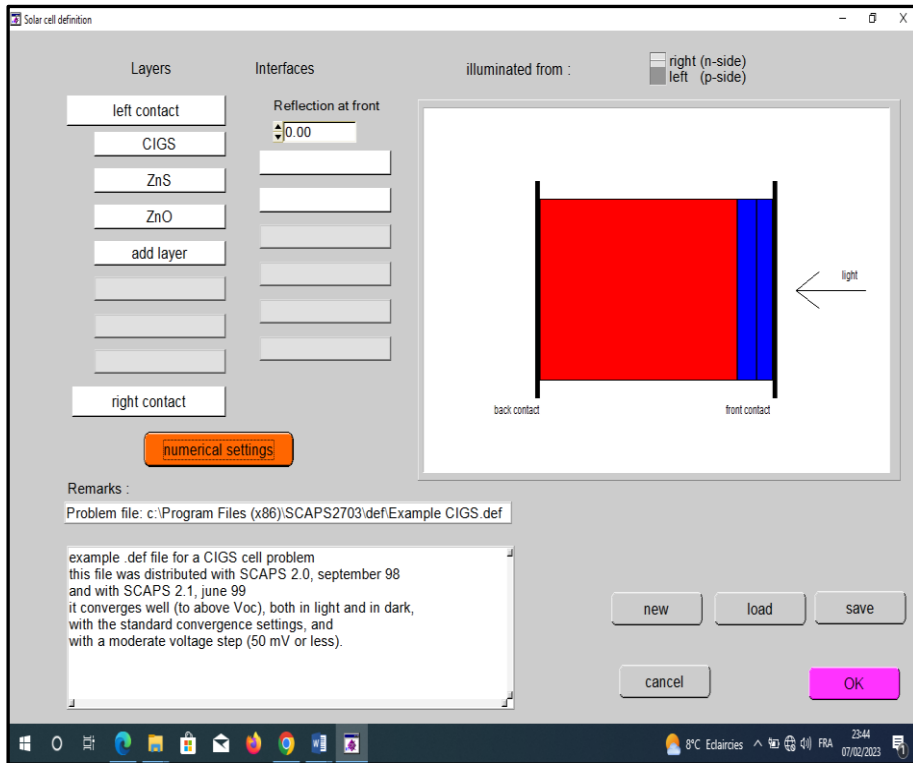 Solar cell definition
Layers
Interfaces
illuminated from :
right (n-side)
left (p-side)
left contact
CIGS
ZnS
ZnO
add layer
right contact
Reflection at front
0.00
light
back contact
front contact
numerical settings
Remarks :
Problem file: c:\Program Files (x86)\SCAPS2703\def\Example CIGS.def
example .def file for a CIGS cell problem
this file was distributed with SCAPS 2.0, september 98
and with SCAPS 2.1, june 99
it converges well (to above Voc), both in light and in dark,
with the standard convergence settings, and
with a moderate voltage step (50 mV or less).
new
load
save
cancel
OK
8°C Eclaircies
FRA
23:44
07/02/2023
1